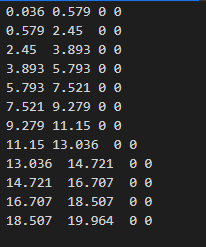 0.036 0.579 0 0
0.579 2.45  0 0
2.45  3.893 0 0
3.893 5.793 0 0
5.793 7.521 0 0
7.521 9.279 0 0
9.279 11.15 0 0
11.15 13.036  0 0
13.036  14.721  0 0
14.721  16.707  0 0
16.707  18.507  0 0
18.507  19.964  0 0